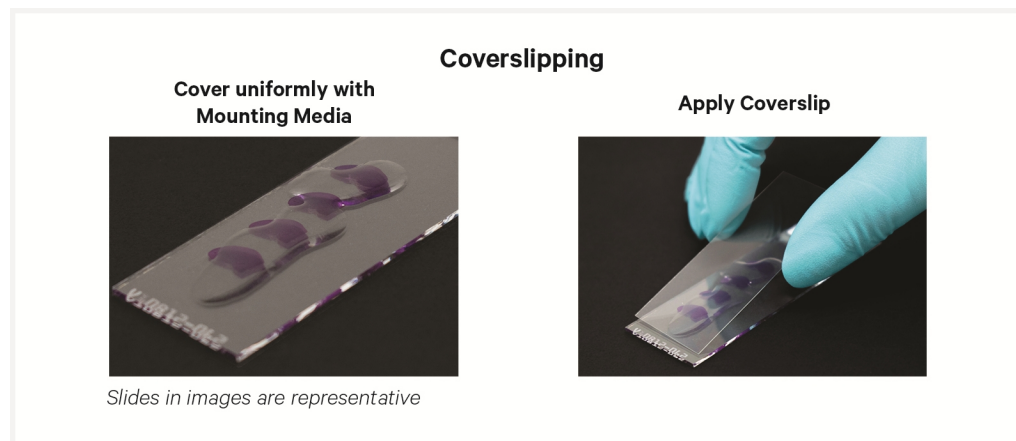 Coverslipping
Cover uniformly with
Mounting Media
Apply Coverslip
Slides in images are representative